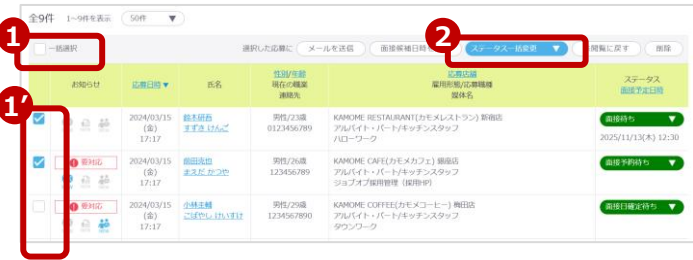 全9件 1~9件を表示 50件 ▼
1
2
一括選択 選択した応募に メールを送信 面接候補日時を ステータス一括変更 ▼ 閲覧に戻す 削除
お知らせ 応募日時▼ 氏名 性別/年齢 現在の職業 連絡先 応募店舗 雇用形態/応募職種 媒体名 ステータス 面接予定日時
1′
2024/03/15
(金)
17:17
鈴木研吾
すずき けんご
男性/23歳
0123456789
KAMOME RESTAURANT(カモメレストラン) 新宿店
アルバイト・パート/キッチンスタッフ
ハローワーク
面接待ち ▼
2025/11/13(木) 12:30
要対応
2024/03/15
(金)
17:17
前田克也
まえだ かつや
男性/26歳
123456789
KAMOME CAFE(カモメカフェ) 銀座店
アルバイト・パート/キッチンスタッフ
ジョブオプ採用管理（採用HP）
面接予約待ち ▼
要対応
2024/03/15
(金)
17:17
小林圭輔
こばやし けいすけ
男性/29歳
1234567890
KAMOME COFFEE(カモメコーヒー) 梅田店
アルバイト・パート/キッチンスタッフ
タウンワーク
面接日確定待ち ▼